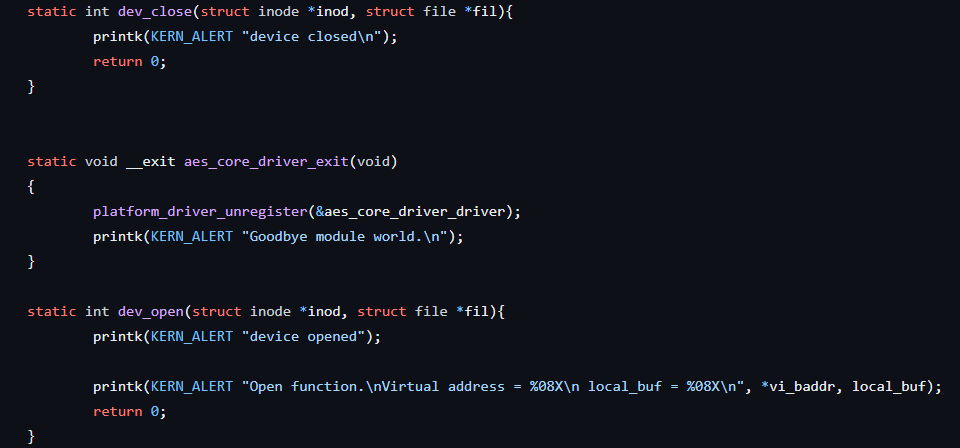 static int dev_close(struct inode *inod, struct file *fil){
printk(KERN_ALERT "device closed\n");
return 0;
}
static void __exit aes_core_driver_exit(void)
{
platform_driver_unregister(&aes_core_driver_driver);
printk(KERN_ALERT "Goodbye module world.\n");
}
static int dev_open(struct inode *inod, struct file *fil){
printk(KERN_ALERT "device opened");
printk(KERN_ALERT "Open function.\nVirtual address = %08X\n local_buf = %08X\n", *vi_baddr, local_buf);
return 0;
}